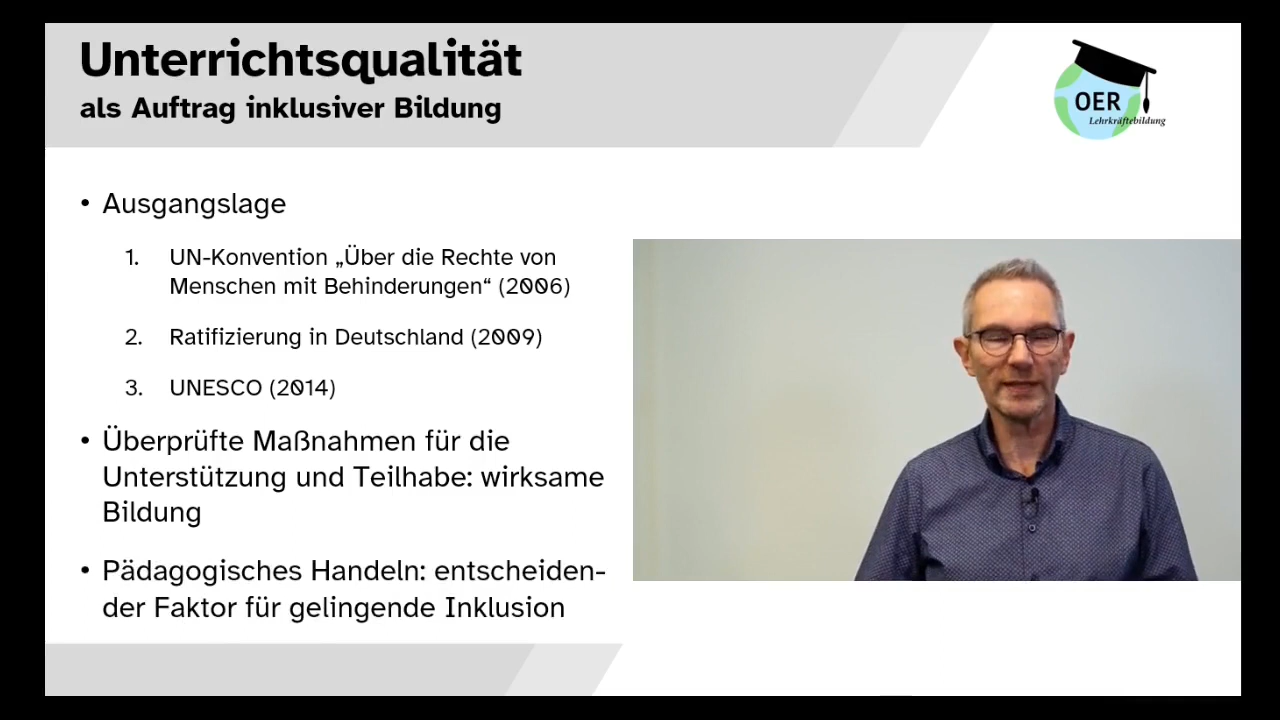 Unterrichtsqualität
als Auftrag inklusiver Bildung
OER
Lehrkräftebildung
• Ausgangslage
1. UN-Konvention „Über die Rechte von
Menschen mit Behinderungen“ (2006)
2. Ratifizierung in Deutschland (2009)
3. UNESCO (2014)
• Überprüfte Maßnahmen für die
Unterstützung und Teilhabe: wirksame
Bildung
• Pädagogisches Handeln: entscheiden-
der Faktor für gelingende Inklusion